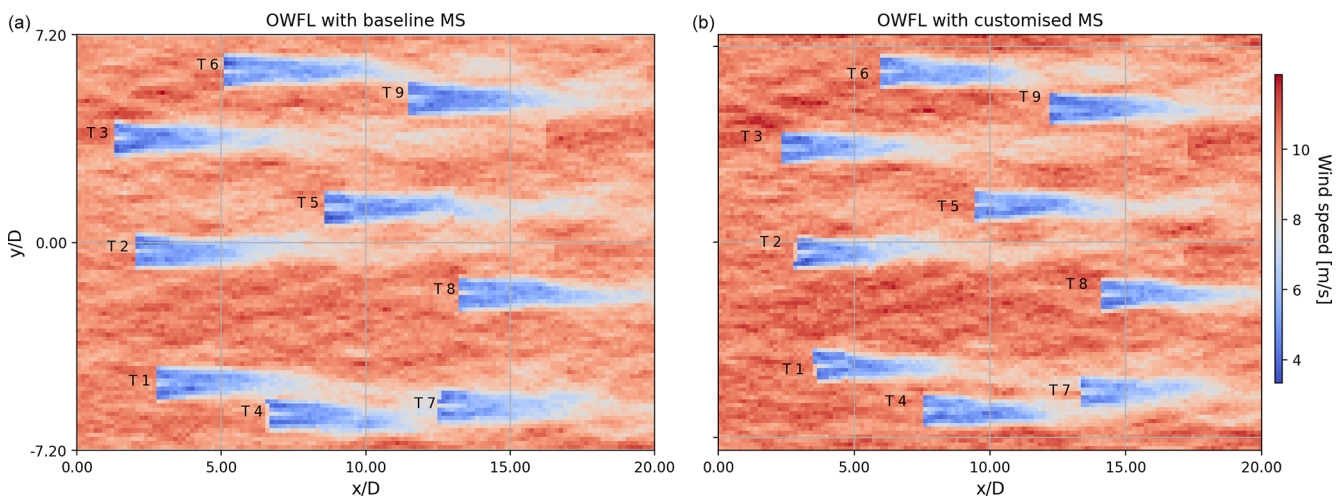 (a)
OWFL with baseline MS
7.20
0.00
-7.20
y/D
T 6
T 9
T 3
T 5
T 2
T 8
T 1
T 4
T 7
0.00 5.00 10.00 15.00 20.00
x/D
(b)
OWFL with customised MS
T 6
T 9
T 3
T 5
T 2
T 8
T 1
T 7
T 4
0.00 5.00 10.00 15.00 20.00
x/D
10
8
6
4
Wind speed [m/s]